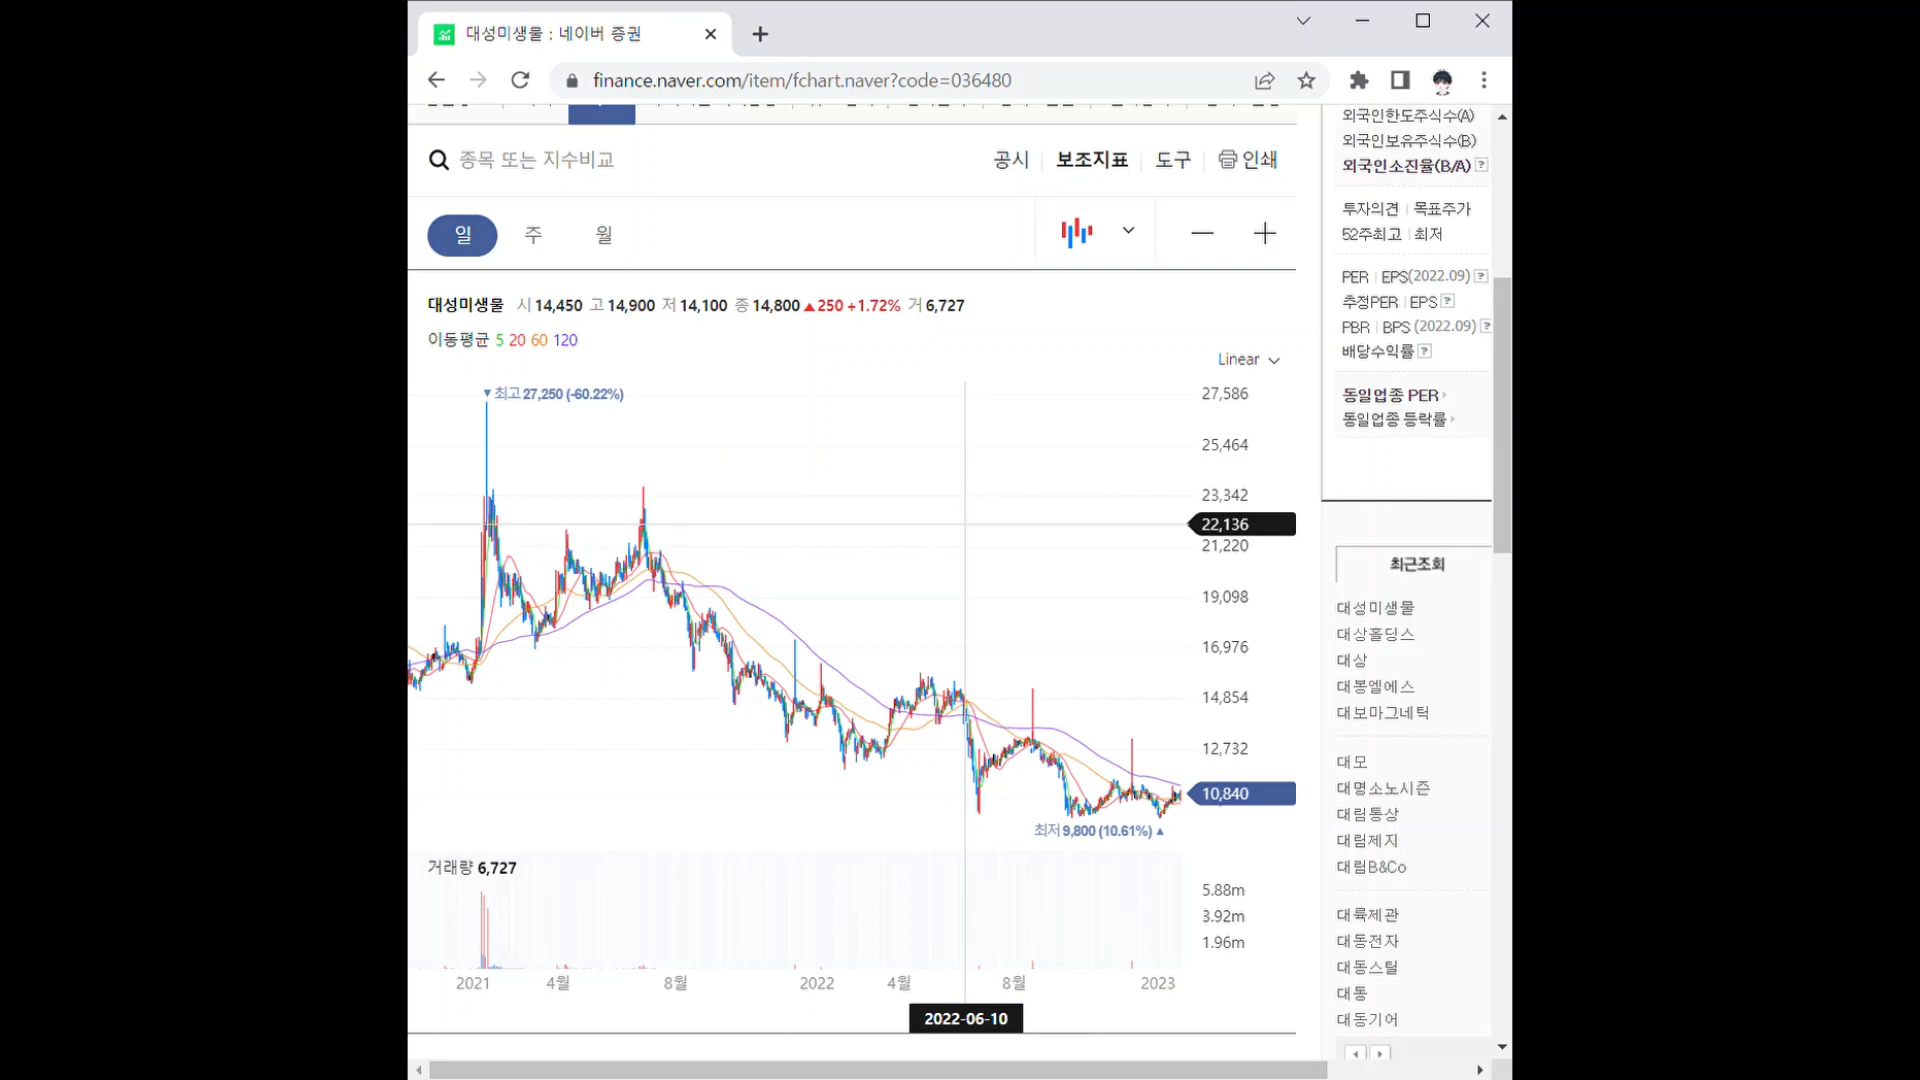 대성미생물 : 네이버 증권
finance.naver.com/item/fchart.naver?code=036480
종목 또는 지수비교
공시
보조지표
도구
인쇄
일
주
월
대성미생물 시 14,450 고 14,900 저 14,100 종 14,800 ▲250 +1.72% 거 6,727
이동평균 5 20 60 120
Linear
▼최고 27,250 (-60.22%)
27,586
25,464
23,342
22,136
21,220
19,098
16,976
14,854
12,732
10,840
최저 9,800 (10.61%) ▲
거래량 6,727
5.88m
3.92m
1.96m
2021
4월
8월
2022
4월
8월
2023
2022-06-10
외국인한도주식수(A)
외국인보유주식수(B)
외국인소진율(B/A) ?
투자의견 | 목표주가
52주최고 | 최저
PER | EPS(2022.09) ?
추정PER | EPS ?
PBR | BPS (2022.09) ?
배당수익률 ?
동일업종 PER
동일업종 등락률
최근조회
대성미생물
대상홀딩스
대상
대봉엘에스
대보마그네틱
대모
대명소노시즌
대림통상
대림제지
대림B&Co
대륙제관
대동전자
대동스틸
대동
대동기어